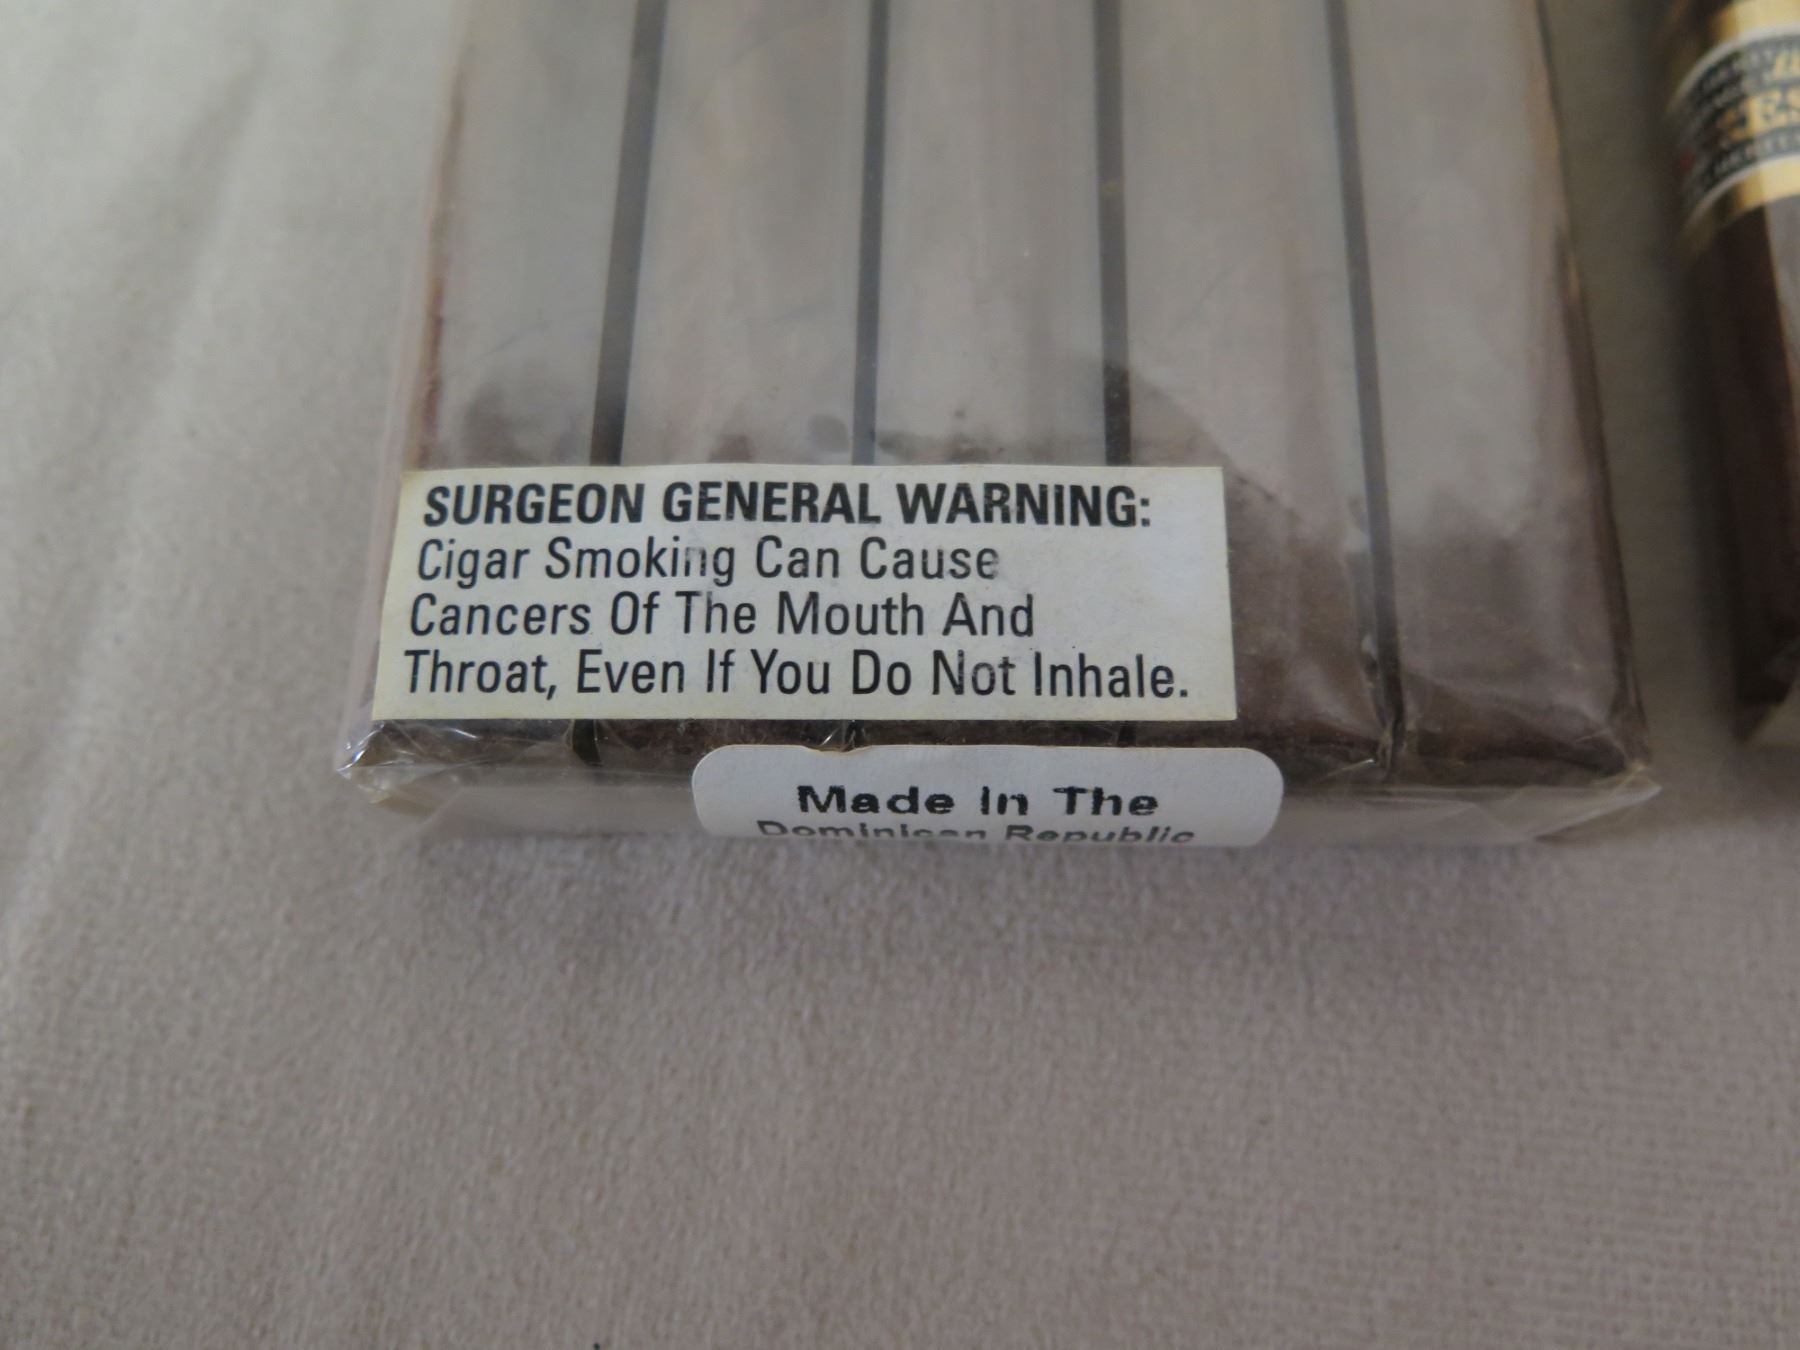 SURGEON GENERAL WARNING:
Cigar Smoking Can Cause
Cancers Of The Mouth And
Throat, Even If You Do Not Inhale.
Made In The
Dominican Republic